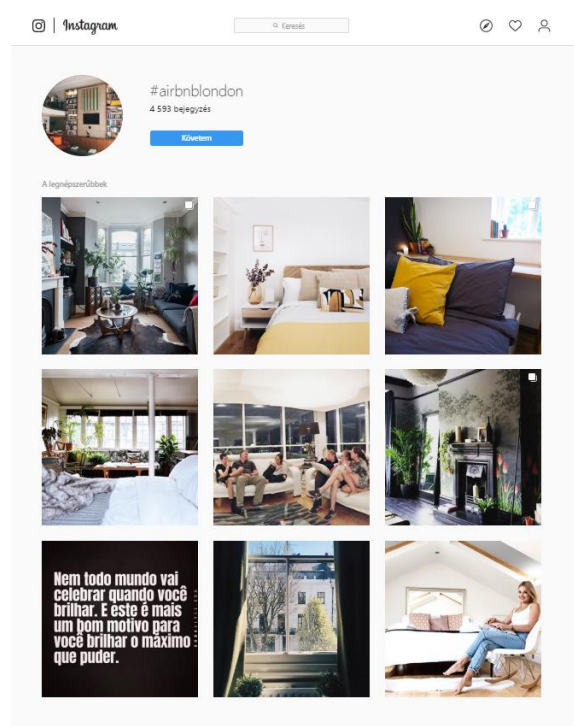 Instagram
Keresés
#airbnblondon
4 593 bejegyzés
Követem
A legnépszerűbbek
Nem todo mundo vai
celebrar quando você
brilhar. E este é mais
um bom motivo para
você brilhar o máximo
que puder.